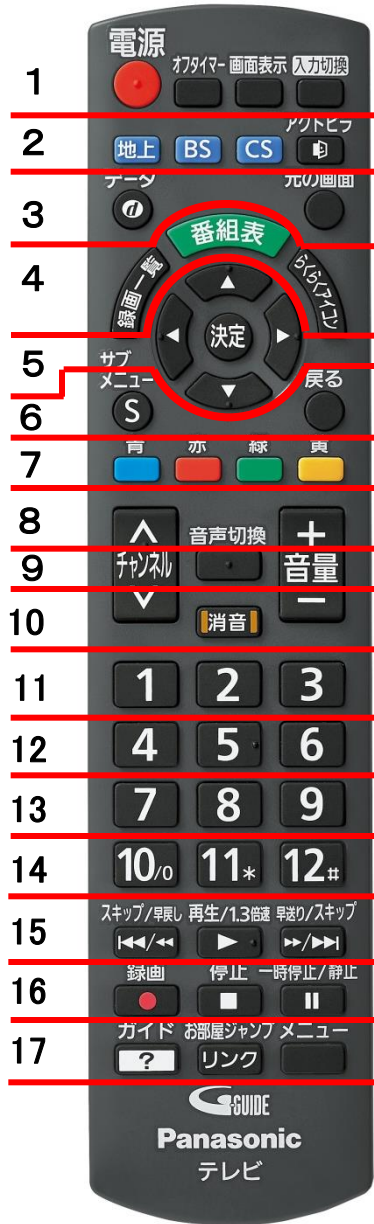 電源
オフタイマー 画面表示 入力切換
1
アクトビラ
2 地上 BS CS
データ 元の画面
3 d
番組表
4 録画一覧 らくらくアイコン
決定
5 サブメニュー 戻る
6 S
青 赤 緑 黄
7
8 音声切換 +
9 チャンネル 音量
10 消音 -
11 1 2 3
12 4 5 6
13 7 8 9
14 10/0 11* 12#
スキップ/早戻し 再生/1.3倍速 早送り/スキップ
15
録画 停止 一時停止/静止
16
ガイド お部屋ジャンプ メニュー
17 ? リンク
G-GUIDE
Panasonic
テレビ